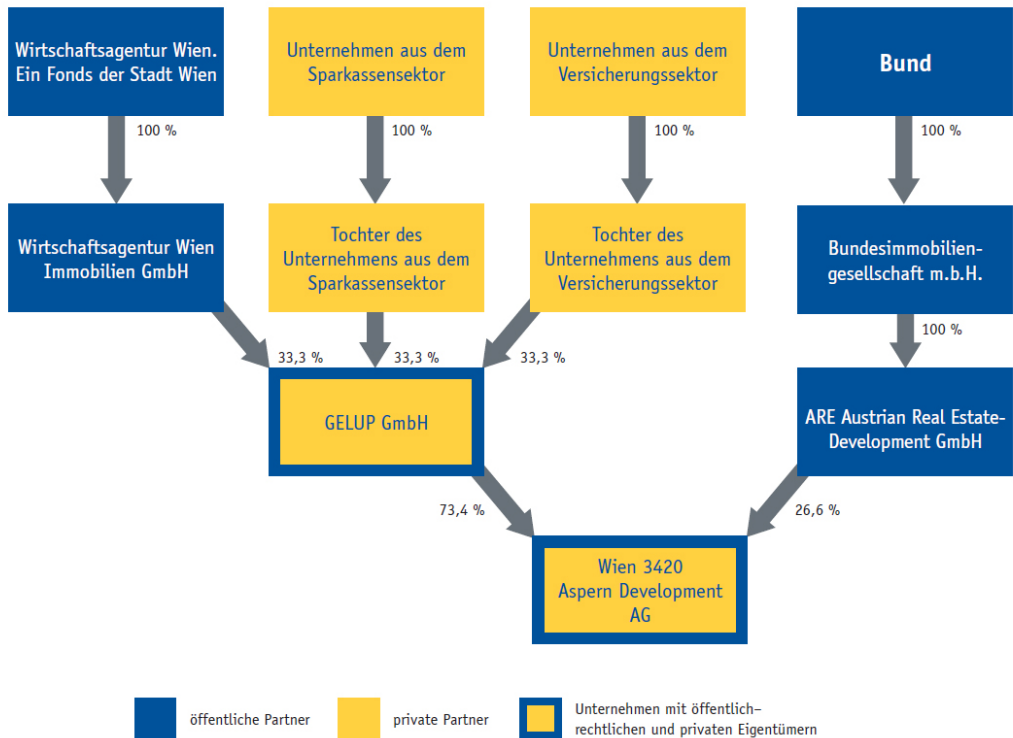 Wirtschaftsagentur Wien.
Ein Fonds der Stadt Wien
Unternehmen aus dem
Sparkassensektor
Unternehmen aus dem
Versicherungssektor
Bund
100 %
100 %
100 %
100 %
Wirtschaftsagentur Wien
Immobilien GmbH
Tochter des
Unternehmens aus dem
Sparkassensektor
Tochter des
Unternehmens aus dem
Versicherungssektor
Bundesimmobilien-
gesellschaft m.b.H.
33,3 %
33,3 %
33,3 %
100 %
GELUP GmbH
ARE Austrian Real Estate-
Development GmbH
73,4 %
26,6 %
Wien 3420
Aspern Development
AG
öffentliche Partner
private Partner
Unternehmen mit öffentlich–
rechtlichen und privaten Eigentümern